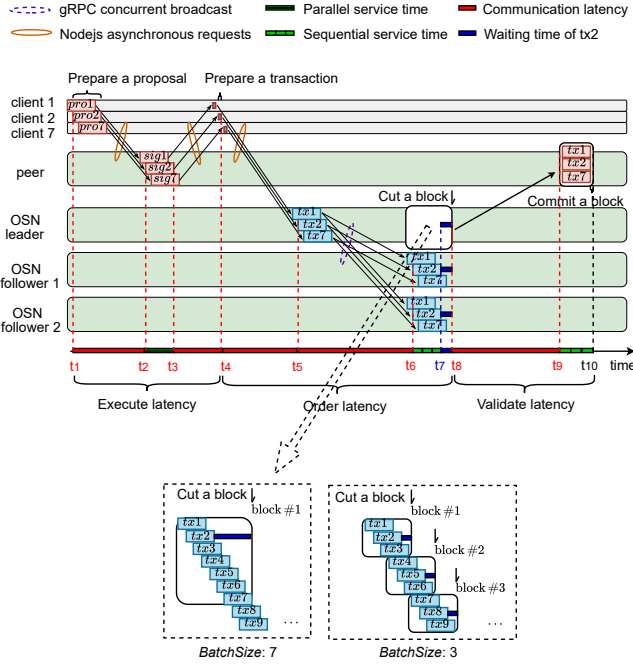 gRPC concurrent broadcast
Parallel service time
Communication latency
Nodejs asynchronous requests
Sequential service time
Waiting time of tx2
Prepare a proposal
Prepare a transaction
client 1
client 2
client 7
pro1
pro2
pro7
sig1
sig2
sig7
peer
tx1
tx2
tx7
Cut a block
Commit a block
OSN
leader
tx1
tx2
tx7
OSN
follower 1
tx1
tx2
tx7
OSN
follower 2
tx1
tx2
tx7
t1
t2
t3
t4
t5
t6
t7
t8
t9
t10
time
Execute latency
Order latency
Validate latency
Cut a block
block #1
tx1
tx2
tx3
tx4
tx5
tx6
tx7
tx8
tx9
...
BatchSize: 7
Cut a block
block #1
block #2
block #3
tx1
tx2
tx3
tx4
tx5
tx6
tx7
tx8
tx9
...
BatchSize: 3